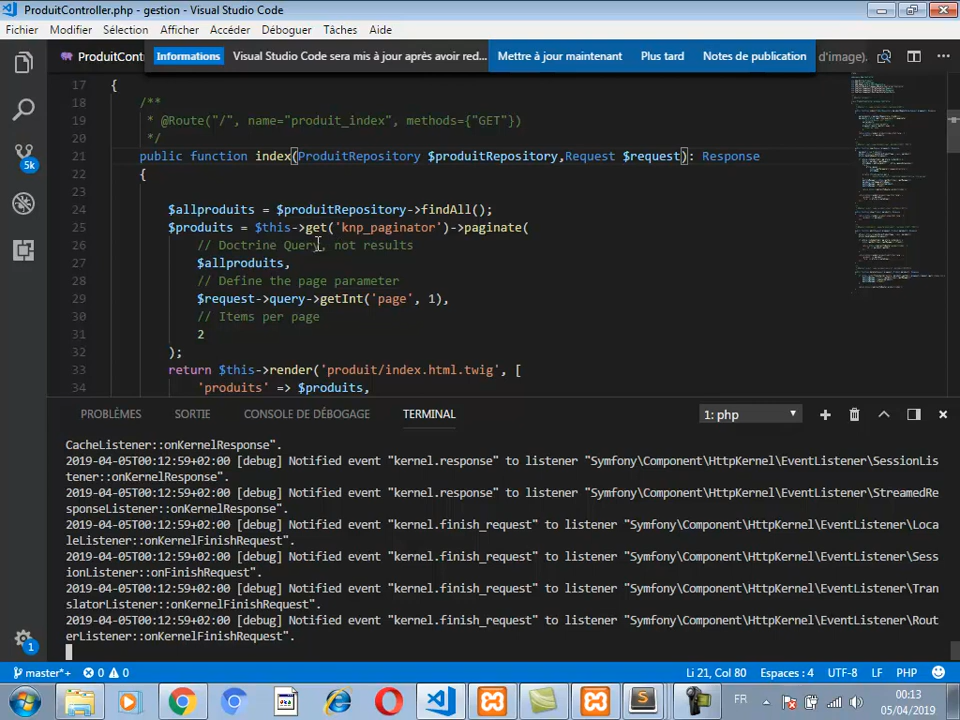 ProduitController.php - gestion - Visual Studio Code
Fichier Modifier Sélection Afficher Accéder Déboguer Tâches Aide
ProduitContr Informations Visual Studio Code sera mis à jour après avoir red... Mettre à jour maintenant Plus tard Notes de publication d'image).
17 {
18 /**
19 * @Route("/", name="produit_index", methods={"GET"})
20 */
21 public function index(ProduitRepository $produitRepository,Request $request): Response
22 {
23
24 $allproduits = $produitRepository->findAll();
25 $produits = $this->get('knp_paginator')->paginate(
26 // Doctrine Query, not results
27 $allproduits,
28 // Define the page parameter
29 $request->query->getInt('page', 1),
30 // Items per page
31 2
32 );
33 return $this->render('produit/index.html.twig', [
34 'produits' => $produits,
5k
1
PROBLÈMES SORTIE CONSOLE DE DÉBOGAGE TERMINAL 1: php
CacheListener::onKernelResponse".
2019-04-05T00:12:59+02:00 [debug] Notified event "kernel.response" to listener "Symfony\Component\HttpKernel\EventListener\SessionLis
tener::onKernelResponse".
2019-04-05T00:12:59+02:00 [debug] Notified event "kernel.response" to listener "Symfony\Component\HttpKernel\EventListener\StreamedRe
sponseListener::onKernelResponse".
2019-04-05T00:12:59+02:00 [debug] Notified event "kernel.finish_request" to listener "Symfony\Component\HttpKernel\EventListener\Loca
leListener::onKernelFinishRequest".
2019-04-05T00:12:59+02:00 [debug] Notified event "kernel.finish_request" to listener "Symfony\Component\HttpKernel\EventListener\Sess
ionListener::onFinishRequest".
2019-04-05T00:12:59+02:00 [debug] Notified event "kernel.finish_request" to listener "Symfony\Component\HttpKernel\EventListener\Tran
slatorListener::onKernelFinishRequest".
2019-04-05T00:12:59+02:00 [debug] Notified event "kernel.finish_request" to listener "Symfony\Component\HttpKernel\EventListener\Rout
erListener::onKernelFinishRequest".
master*+ 0 0 Li 21, Col 80 Espaces : 4 UTF-8 LF PHP
FR 00:13
05/04/2019